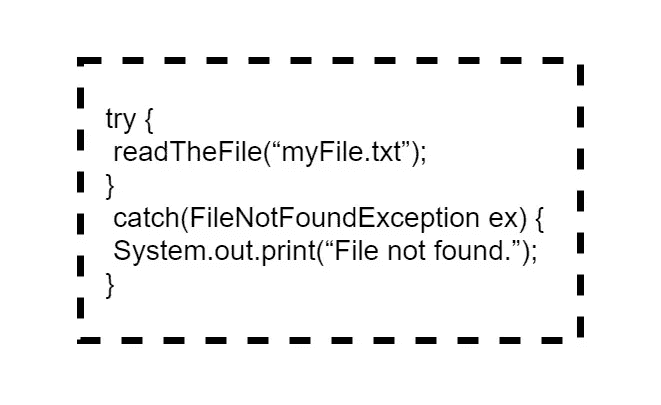 try {
readTheFile(“myFile.txt”);
}
catch(FileNotFoundException ex) {
System.out.print(“File not found.”);
}